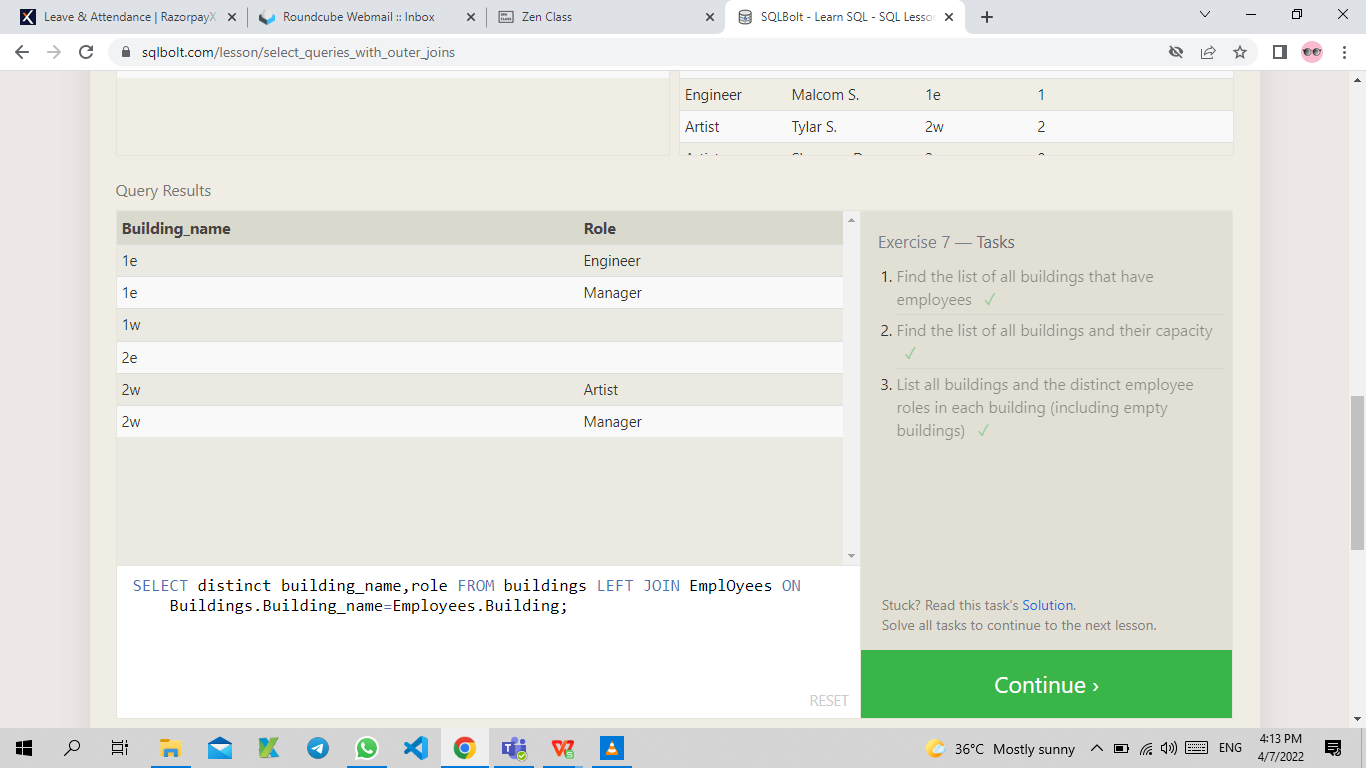 Leave & Attendance | RazorpayX
Roundcube Webmail :: Inbox
Zen Class
SQLBolt - Learn SQL - SQL Lesso
sqlbolt.com/lesson/select_queries_with_outer_joins
Engineer Malcom S. 1e 1
Artist Tylar S. 2w 2
Query Results
Building_name Role
1e Engineer
1e Manager
1w
2e
2w Artist
2w Manager
Exercise 7 — Tasks
1. Find the list of all buildings that have
employees ✓
2. Find the list of all buildings and their capacity
✓
3. List all buildings and the distinct employee
roles in each building (including empty
buildings) ✓
SELECT distinct building_name,role FROM buildings LEFT JOIN EmplOyees ON
Buildings.Building_name=Employees.Building;
RESET
Stuck? Read this task's Solution.
Solve all tasks to continue to the next lesson.
Continue ›
36°C Mostly sunny
ENG
4:13 PM
4/7/2022